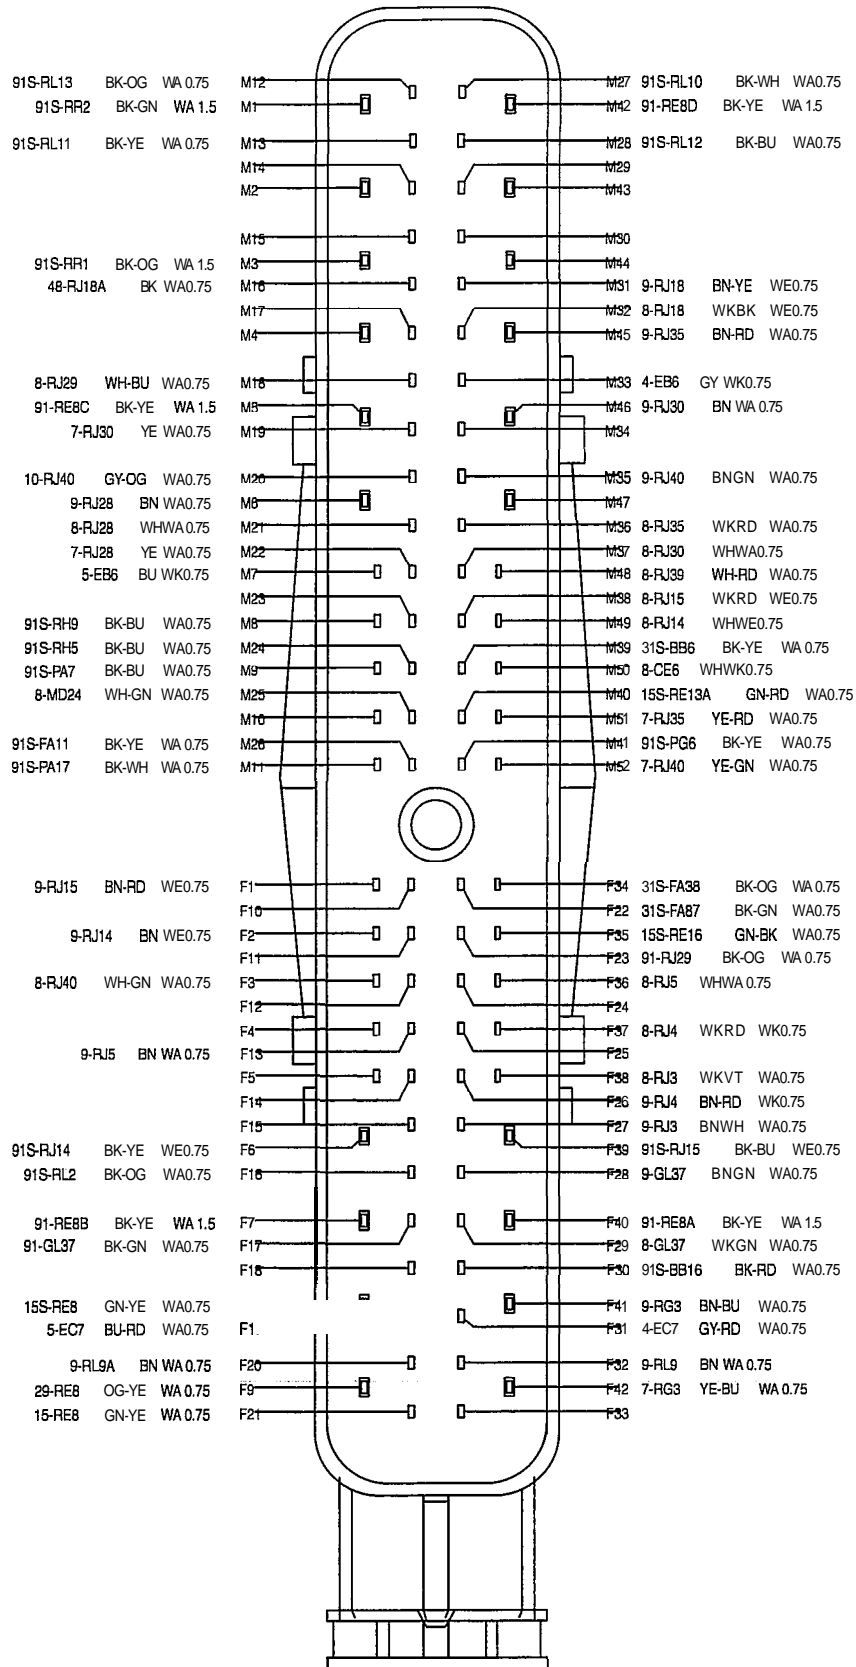 91S-RL13 BK-OG WA 0.75 M12 M27 91S-RL10 BK-WH WA0.75
91S-RR2 BK-GN WA 1.5 M1 M42 91-RE8D BK-YE WA 1.5
91S-RL11 BK-YE WA 0.75 M13 M28 91S-RL12 BK-BU WA0.75
M14 M29
M2 M43
M15 M30
91S-RR1 BK-OG WA 1.5 M3 M44
48-RJ18A BK WA0.75 M16 M31 9-RJ18 BN-YE WE0.75
M17 M32 8-RJ18 WKBK WE0.75
M4 M45 9-RJ35 BN-RD WA0.75
8-RJ29 WH-BU WA0.75 M18 M33 4-EB6 GY WK0.75
91-RE8C BK-YE WA 1.5 M5 M46 9-RJ30 BN WA 0.75
7-RJ30 YE WA0.75 M19 M34
10-RJ40 GY-OG WA0.75 M20 M35 9-RJ40 BNGN WA0.75
9-RJ28 BN WA0.75 M6 M47
8-RJ28 WHWA 0.75 M21 M36 8-RJ35 WKRD WA0.75
7-RJ28 YE WA0.75 M22 M37 8-RJ30 WHWA0.75
5-EB6 BU WK0.75 M7 M48 8-RJ39 WH-RD WA0.75
M23 M38 8-RJ15 WKRD WE0.75
91S-RH9 BK-BU WA0.75 M8 M49 8-RJ14 WHWE0.75
91S-RH5 BK-BU WA0.75 M24 M39 31S-BB6 BK-YE WA 0.75
91S-PA7 BK-BU WA0.75 M9 M50 8-CE6 WHWK0.75
8-MD24 WH-GN WA0.75 M25 M40 15S-RE13A GN-RD WA0.75
M10 M51 7-RJ35 YE-RD WA0.75
91S-FA11 BK-YE WA 0.75 M26 M41 91S-PG6 BK-YE WA0.75
91S-PA17 BK-WH WA 0.75 M11 M52 7-RJ40 YE-GN WA0.75
9-RJ15 BN-RD WE0.75 F1 F34 31S-FA38 BK-OG WA 0.75
F10 F22 31S-FA87 BK-GN WA0.75
9-RJ14 BN WE0.75 F2 F35 15S-RE16 GN-BK WA0.75
F11 F23 91-RJ29 BK-OG WA 0.75
8-RJ40 WH-GN WA0.75 F3 F36 8-RJ5 WHWA 0.75
F12 F24
F4 F37 8-RJ4 WKRD WK0.75
9-RJ5 BN WA 0.75 F13 F25
F5 F38 8-RJ3 WKVT WA0.75
F14 F26 9-RJ4 BN-RD WK0.75
F15 F27 9-RJ3 BNWH WA0.75
91S-RJ14 BK-YE WE0.75 F6 F39 91S-RJ15 BK-BU WE0.75
91S-RL2 BK-OG WA0.75 F16 F28 9-GL37 BNGN WA0.75
91-RE8B BK-YE WA 1.5 F7 F40 91-RE8A BK-YE WA 1.5
91-GL37 BK-GN WA0.75 F17 F29 8-GL37 WKGN WA0.75
F18 F30 91S-BB16 BK-RD WA0.75
15S-RE8 GN-YE WA0.75 F41 9-RG3 BN-BU WA0.75
5-EC7 BU-RD WA0.75 F1 F31 4-EC7 GY-RD WA0.75
9-RL9A BN WA 0.75 F20 F32 9-RL9 BN WA 0.75
29-RE8 OG-YE WA 0.75 F9 F42 7-RG3 YE-BU WA 0.75
15-RE8 GN-YE WA 0.75 F21 F33